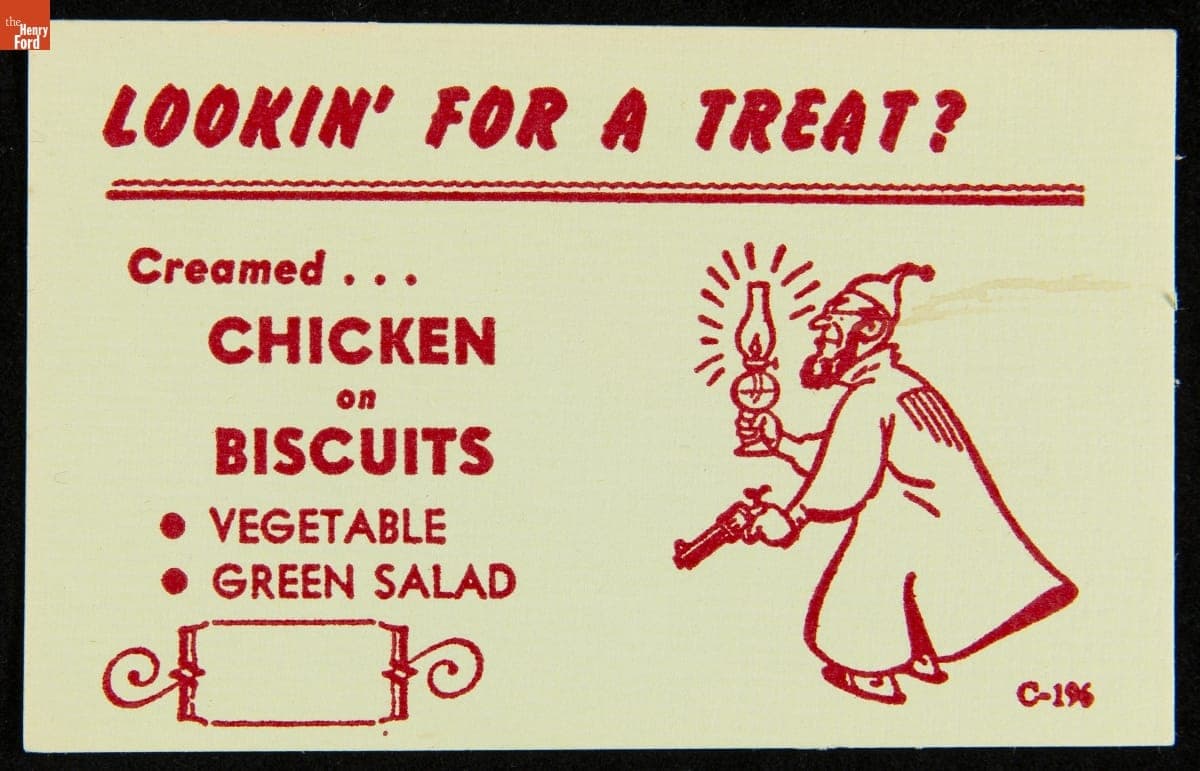 the
Henry
Ford
LOOKIN' FOR A TREAT?
Creamed . . .
CHICKEN
on
BISCUITS
● VEGETABLE
● GREEN SALAD
C-196